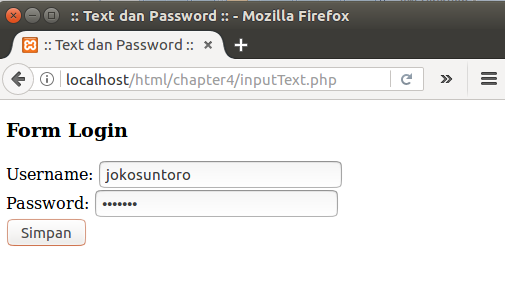 :: Text dan Password :: - Mozilla Firefox
:: Text dan Password ::
localhost/html/chapter4/inputText.php
Form Login
Username: jokosuntoro
Password: •••••••
Simpan